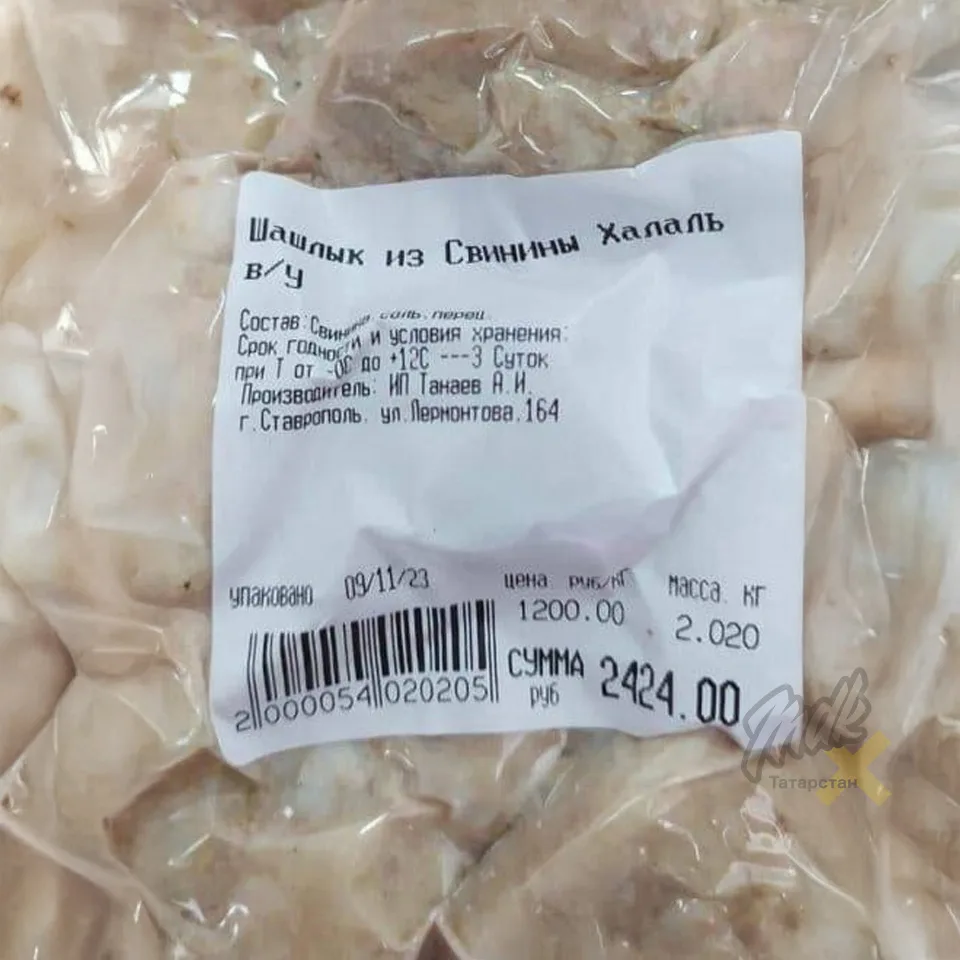 Шашлык из Свинины Халаль
в/у
Состав: Свинина, соль, перец.
Срок годности и условия хранения:
при Т от -0С до +12С ---3 Суток
Производитель: ИП Танаев А.И.
г.Ставрополь, ул.Лермонтова,164
упаковано 09/11/23
цена руб/кг
масса кг
1200.00
2.020
2000054020205
СУММА
руб
2424.00
Так
Татарстан